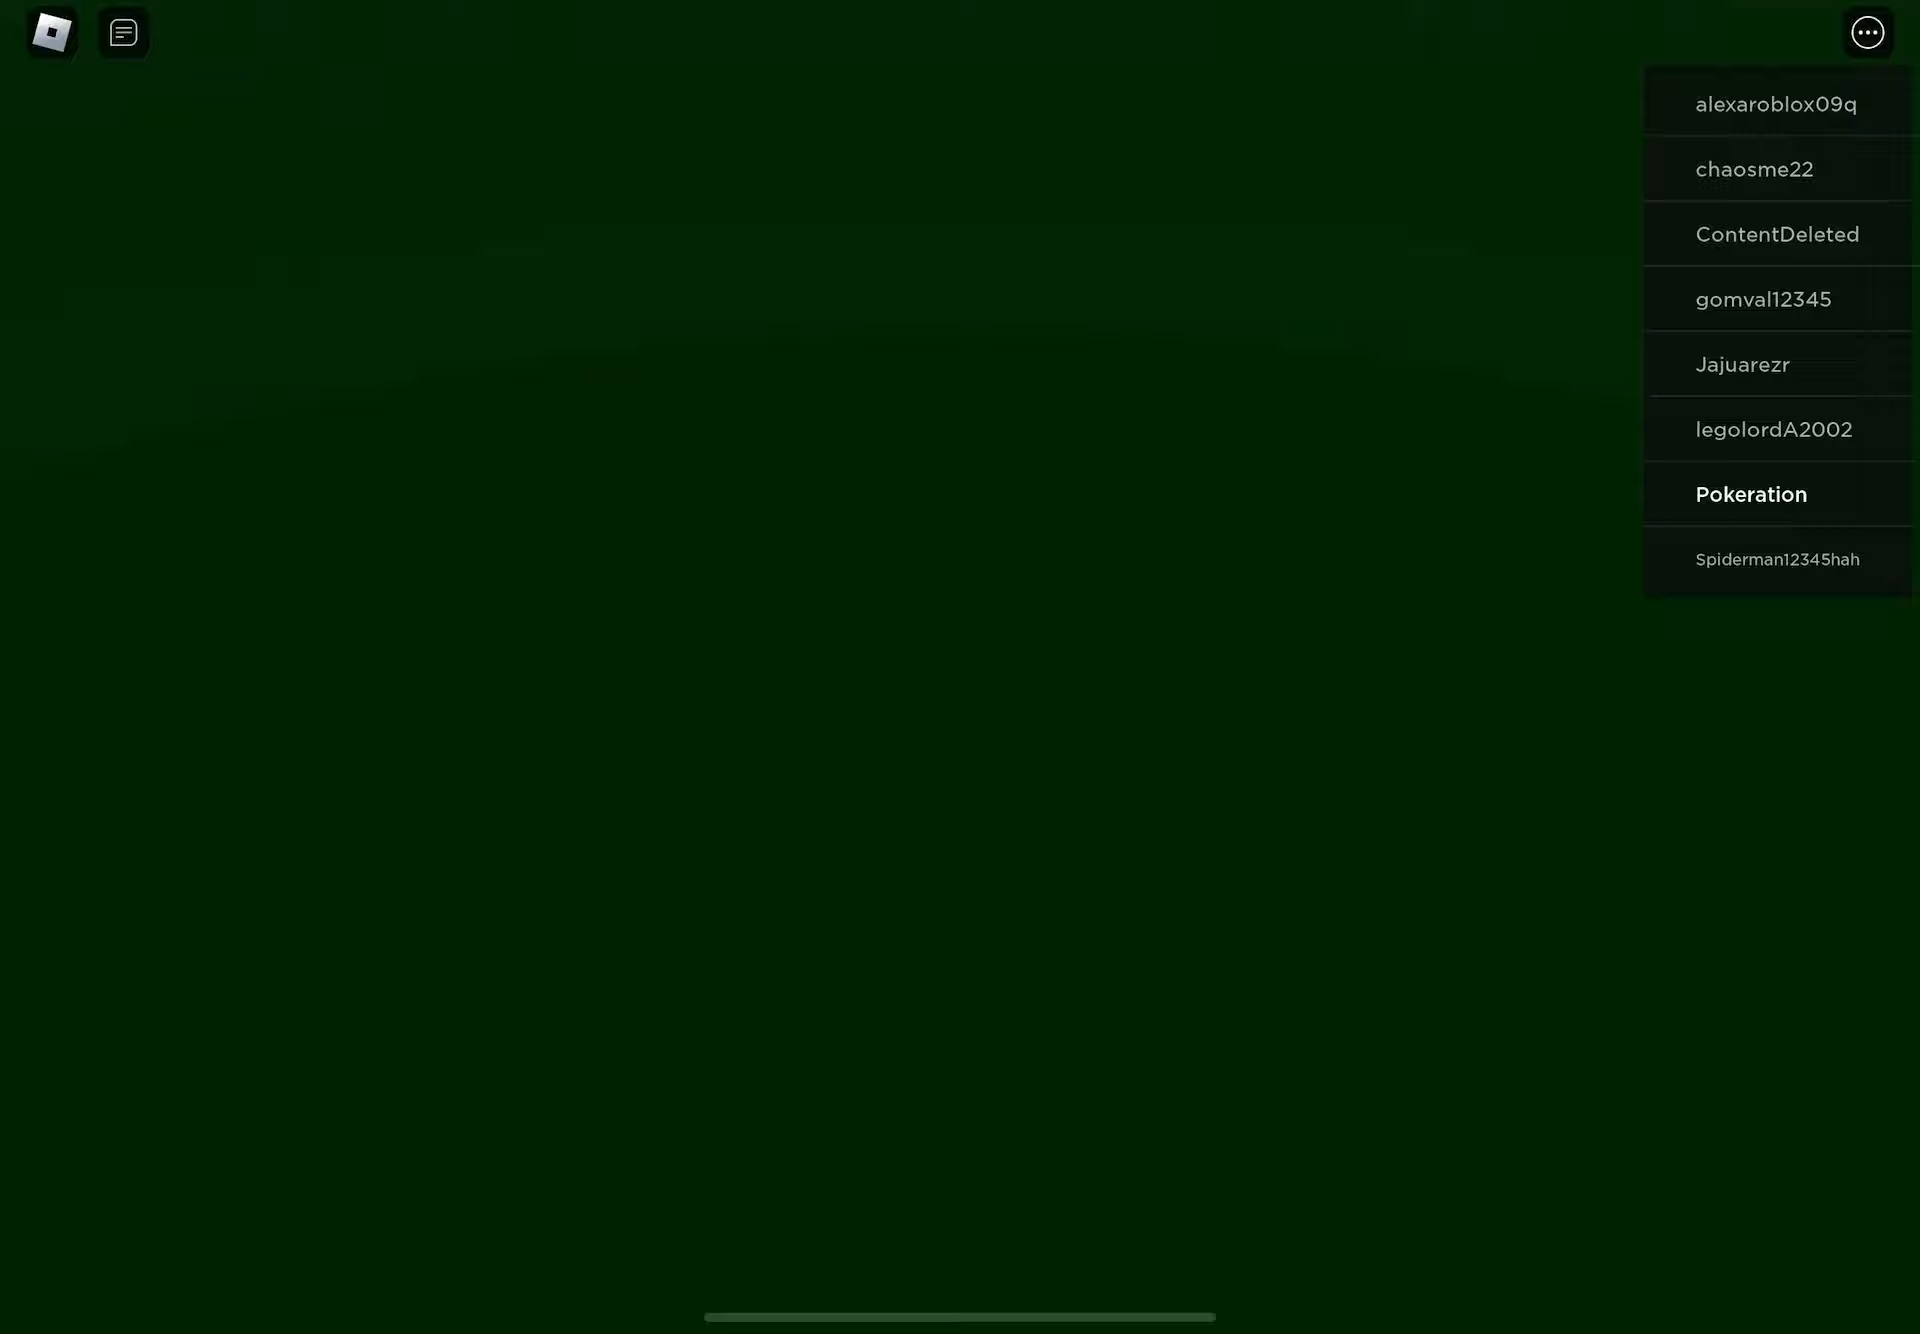 alexaroblox09q
chaosme22
ContentDeleted
gomval12345
Jajuarezr
legolordA2002
Pokeration
Spiderman12345hah